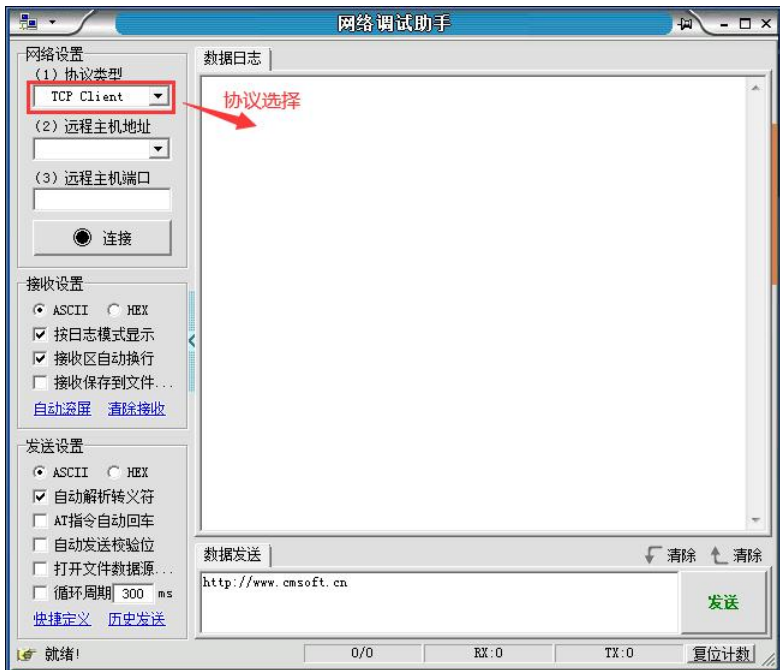 网络调试助手
网络设置
(1) 协议类型
TCP Client
(2) 远程主机地址
(3) 远程主机端口
连接
接收设置
ASCII HEX
按日志模式显示
接收区自动换行
接收保存到文件...
自动滚屏 清除接收
发送设置
ASCII HEX
自动解析转义符
AT指令自动回车
自动发送校验位
打开文件数据源...
循环周期 300 ms
快捷定义 历史发送
数据日志
协议选择
数据发送 清除 清除
http://www.cmsoft.cn
发送
就绪! 0/0 RX:0 TX:0 复位计数